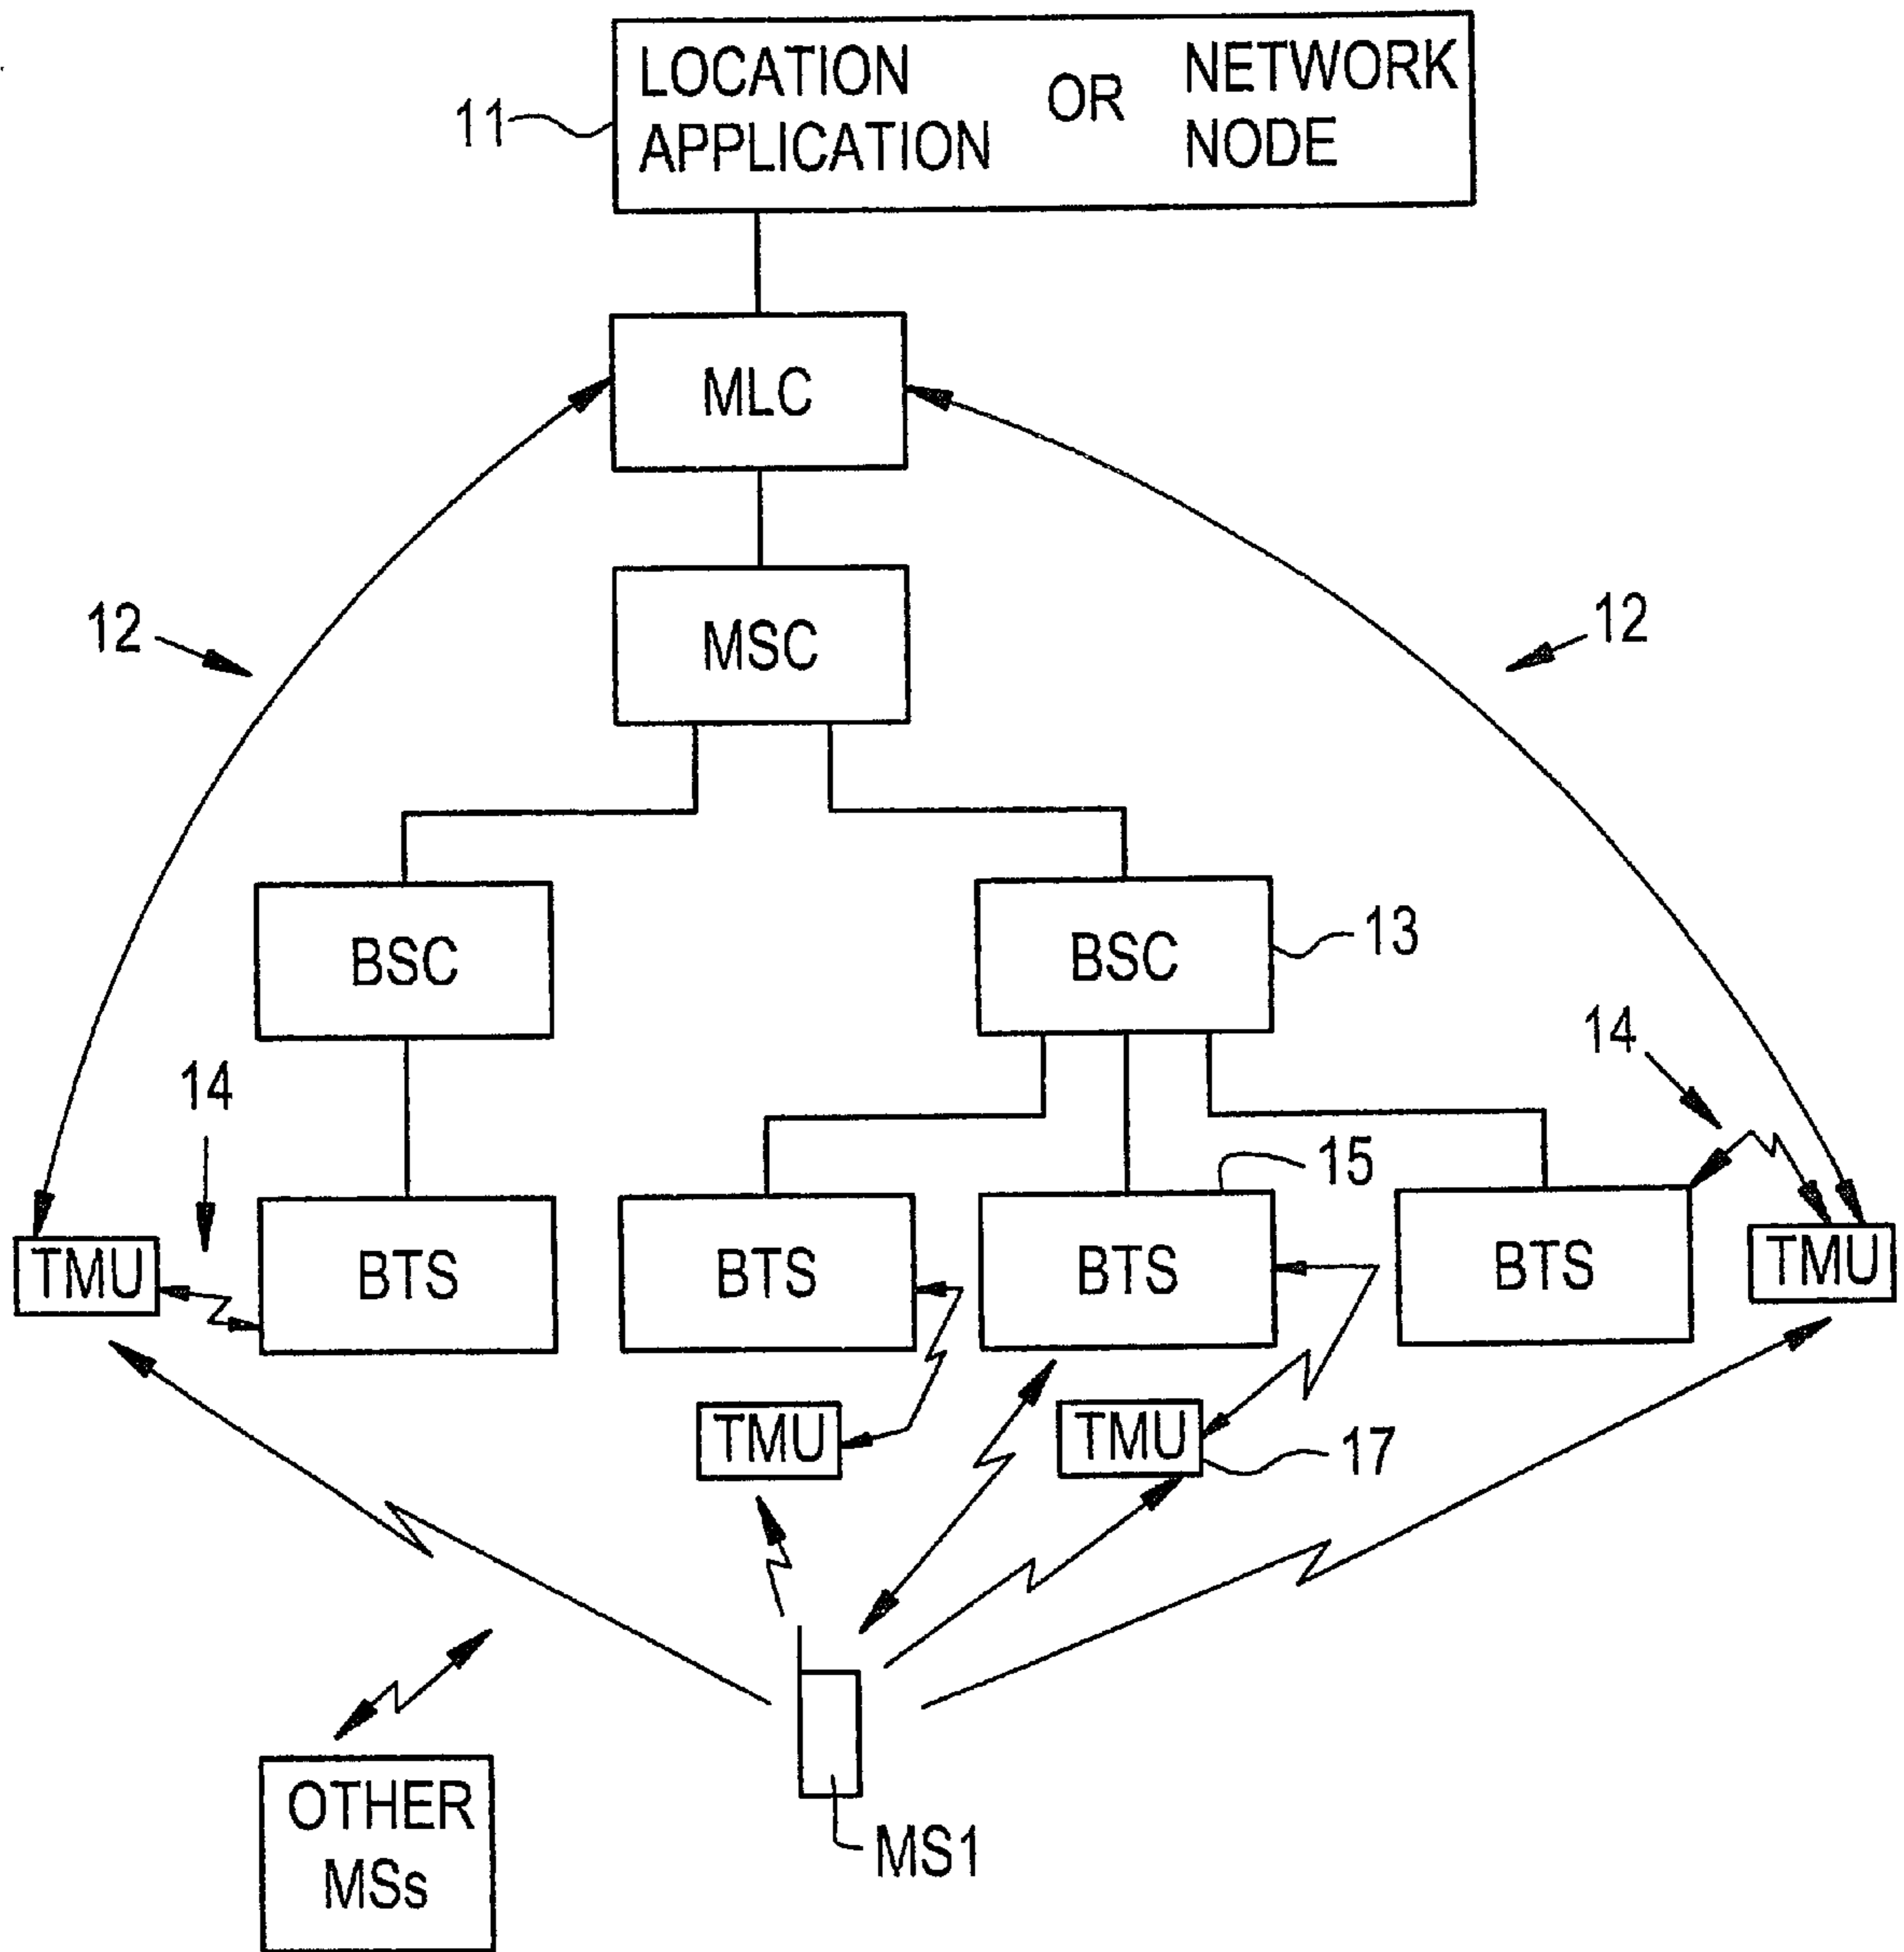 LOCATION APPLICATION OR NETWORK NODE
11
MLC
12
12
MSC
BSC
BSC
13
14
14
15
TMU
BTS
BTS
BTS
BTS
TMU
TMU
TMU
17
OTHER
MSs
MS1